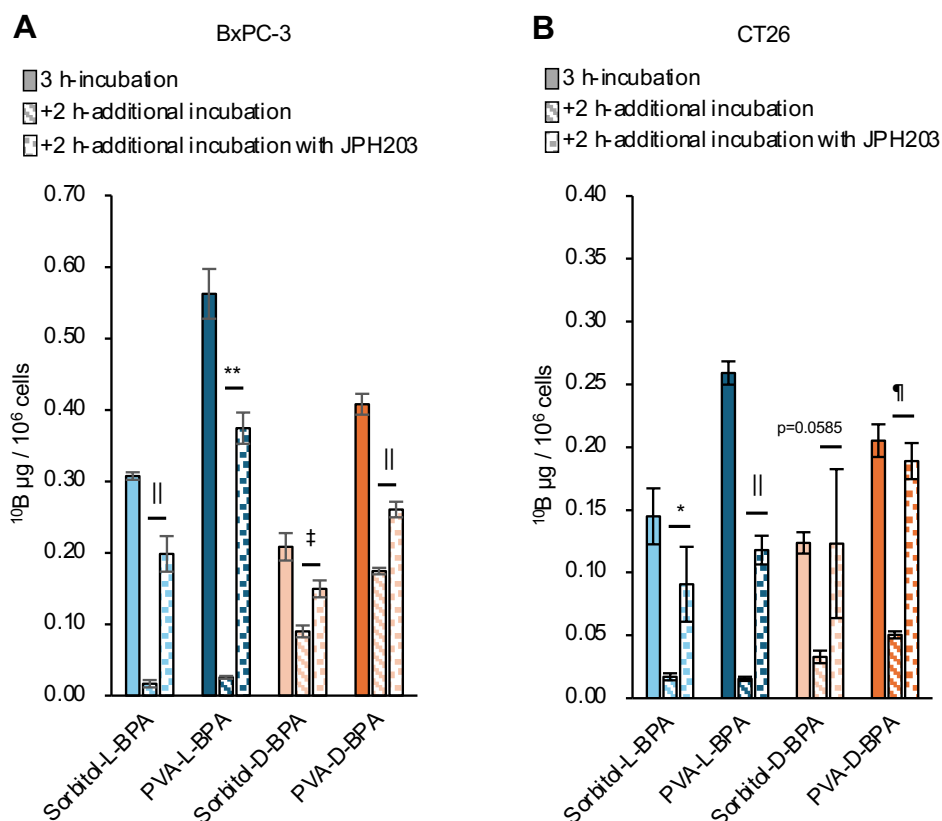 A
BxPC-3
3 h-incubation
+2 h-additional incubation
+2 h-additional incubation with JPH203
0.70
0.60
0.50
0.40
0.30
0.20
0.10
0.00
¹⁰B µg / 10⁶ cells
**
||
||
‡
Sorbitol-L-BPA
PVA-L-BPA
Sorbitol-D-BPA
PVA-D-BPA
B
CT26
3 h-incubation
+2 h-additional incubation
+2 h-additional incubation with JPH203
0.40
0.35
0.30
0.25
0.20
0.15
0.10
0.05
0.00
¹⁰B µg / 10⁶ cells
¶
p=0.0585
||
*
Sorbitol-L-BPA
PVA-L-BPA
Sorbitol-D-BPA
PVA-D-BPA